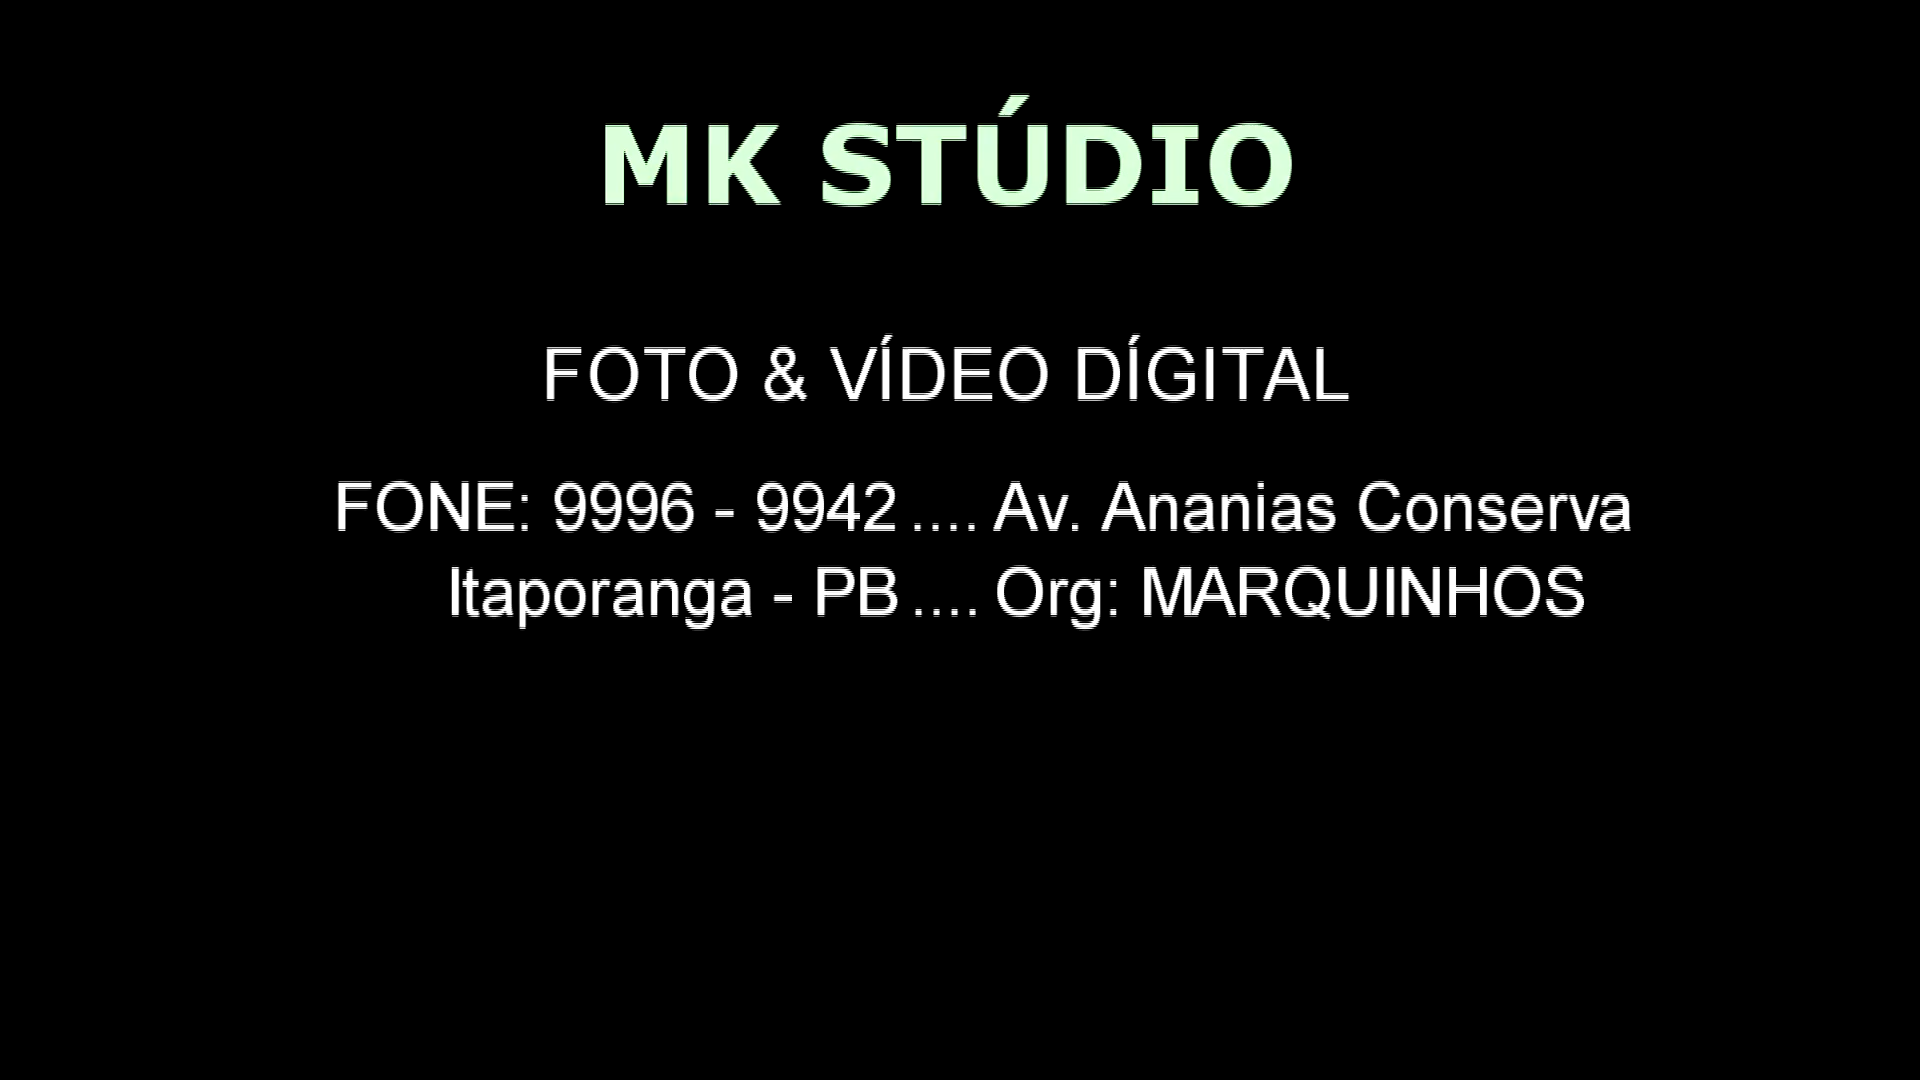 MK STÚDIO
FOTO & VÍDEO DÍGITAL
FONE: 9996 - 9942 .... Av. Ananias Conserva
Itaporanga - PB .... Org: MARQUINHOS